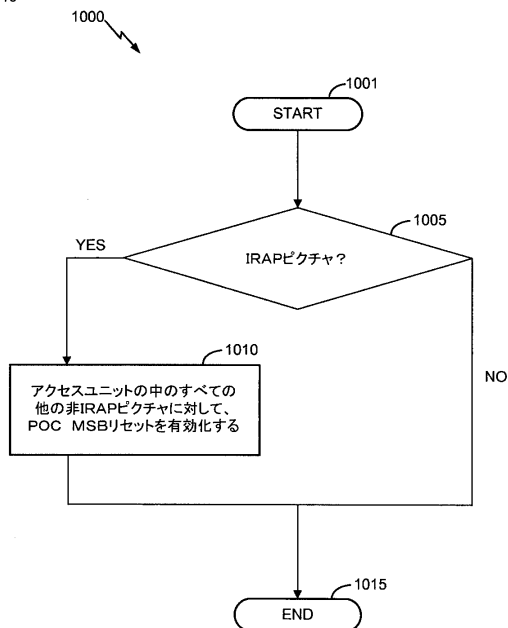 1000
1001
START
1005
YES
IRAPピクチャ？
1010
アクセスユニットの中のすべての
他の非IRAPピクチャに対して、
POC MSBリセットを有効化する
NO
1015
END